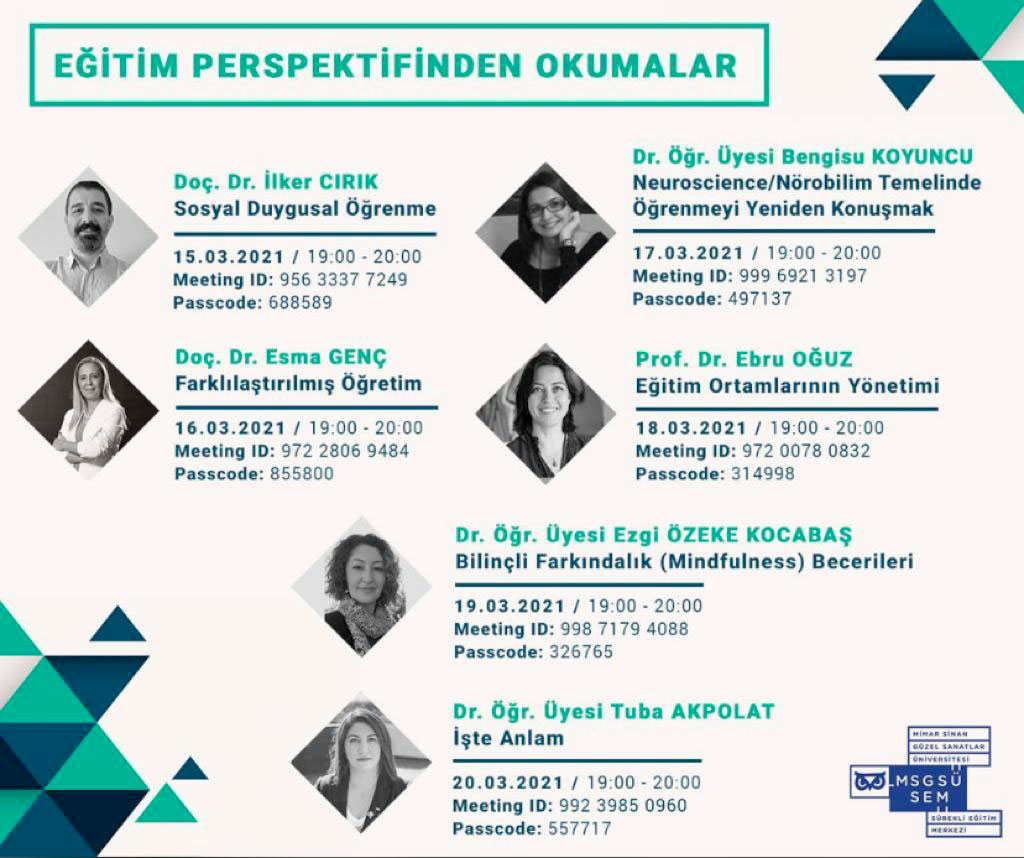 EĞİTİM PERSPEKTİFİNDEN OKUMALAR
Doç. Dr. İlker CIRIK
Sosyal Duygusal Öğrenme
15.03.2021 / 19:00 - 20:00
Meeting ID: 956 3337 7249
Passcode: 688589
Dr. Öğr. Üyesi Bengisu KOYUNCU
Neuroscience/Nörobilim Temelinde
Öğrenmeyi Yeniden Konuşmak
17.03.2021 / 19:00 - 20:00
Meeting ID: 999 6921 3197
Passcode: 497137
Doç. Dr. Esma GENÇ
Farklılaştırılmış Öğretim
16.03.2021 / 19:00 - 20:00
Meeting ID: 972 2806 9484
Passcode: 855800
Prof. Dr. Ebru OĞUZ
Eğitim Ortamlarının Yönetimi
18.03.2021 / 19:00 - 20:00
Meeting ID: 972 0078 0832
Passcode: 314998
Dr. Öğr. Üyesi Ezgi ÖZEKE KOCABAŞ
Bilinçli Farkındalık (Mindfulness) Becerileri
19.03.2021 / 19:00 - 20:00
Meeting ID: 998 7179 4088
Passcode: 326765
Dr. Öğr. Üyesi Tuba AKPOLAT
İşte Anlam
20.03.2021 / 19:00 - 20:00
Meeting ID: 992 3985 0960
Passcode: 557717
MİMAR SİNAN
GÜZEL SANATLAR
ÜNİVERSİTESİ
MSGSÜ
SEM
SÜREKLİ EĞİTİM
MERKEZİ